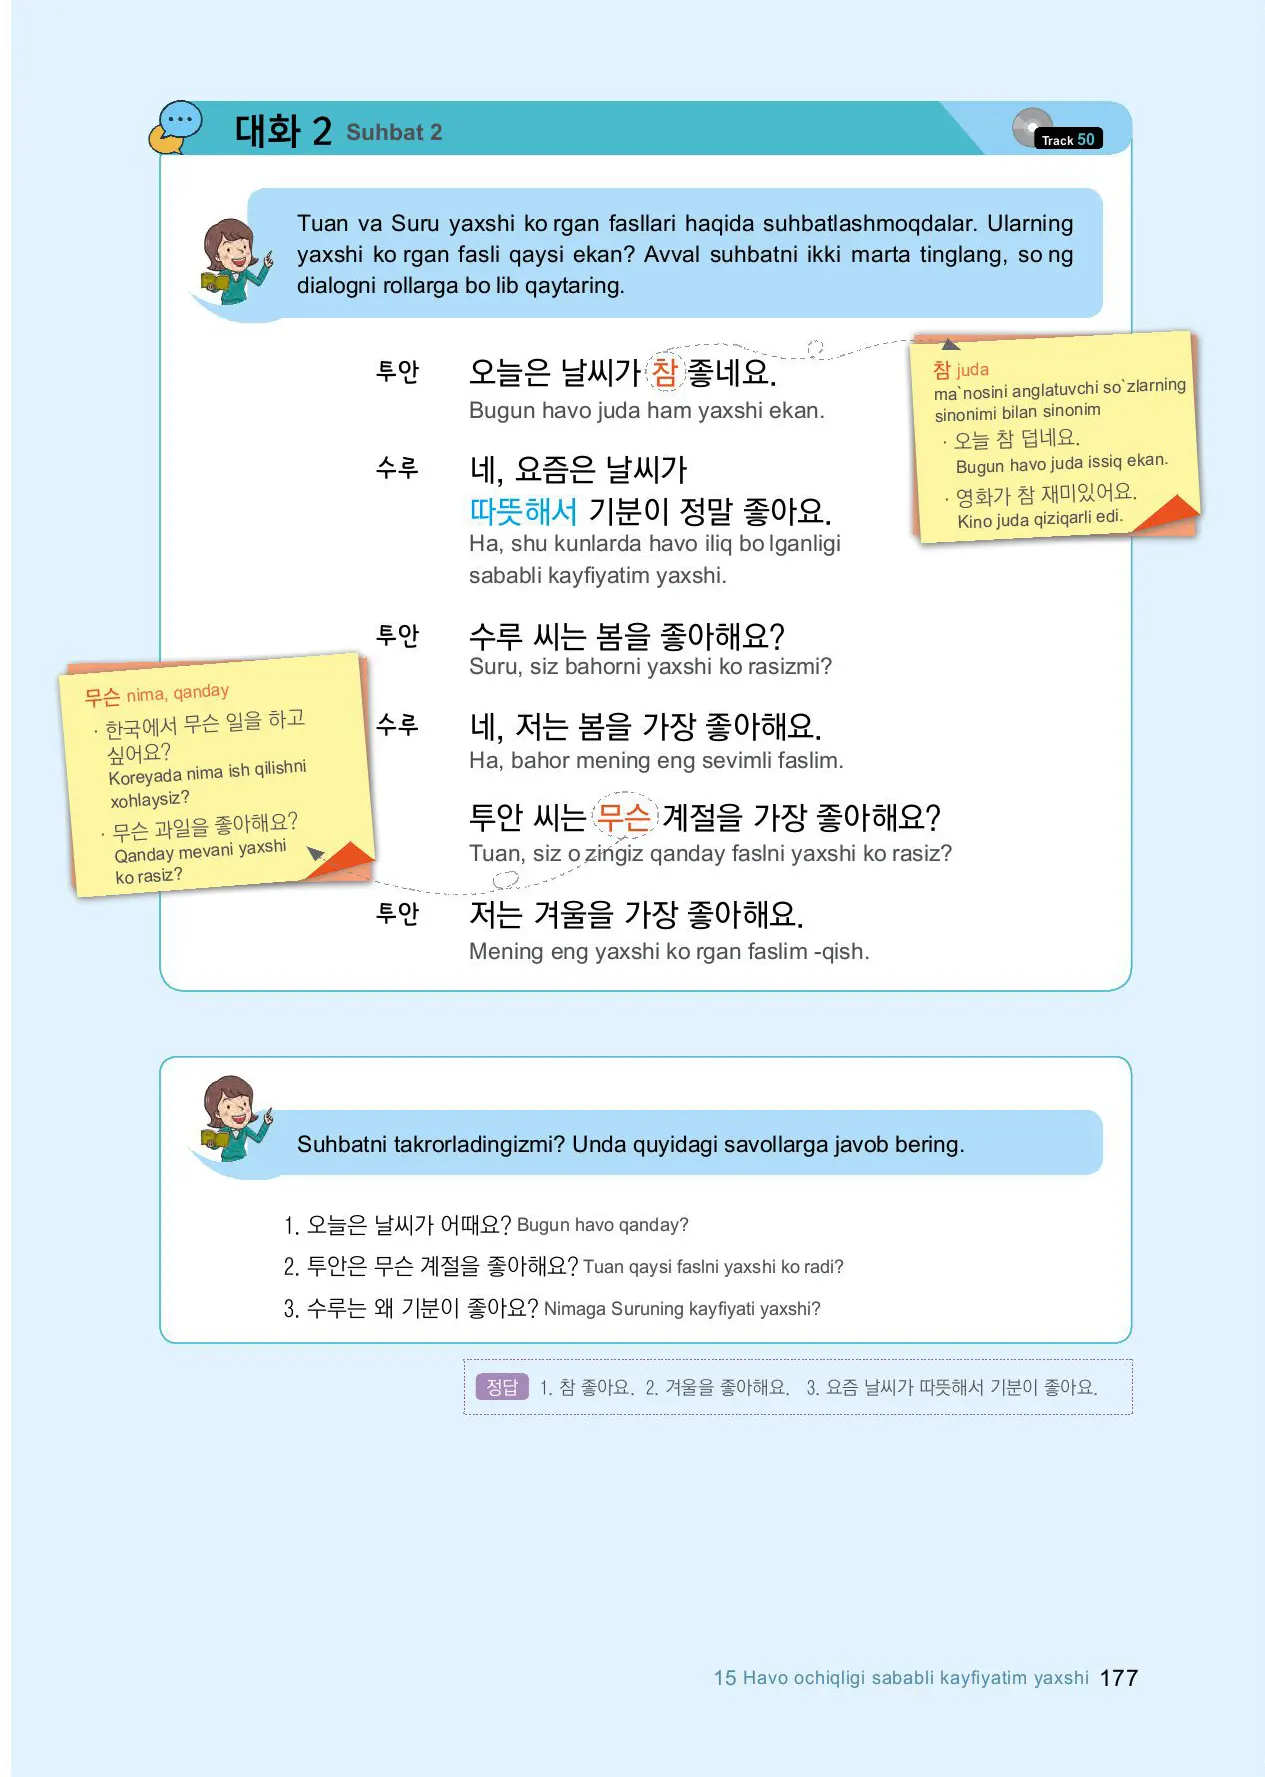 대화 2 Suhbat 2
Track 50
Tuan va Suru yaxshi ko rgan fasllari haqida suhbatlashmoqdalar. Ularning
yaxshi ko rgan fasli qaysi ekan? Avval suhbatni ikki marta tinglang, so ng
dialogni rollarga bo lib qaytaring.
투안 오늘은 날씨가 참 좋네요.
Bugun havo juda ham yaxshi ekan.
참 juda
ma`nosini anglatuvchi so`zlarning
sinonimi bilan sinonim
· 오늘 참 덥네요.
Bugun havo juda issiq ekan.
· 영화가 참 재미있어요.
Kino juda qiziqarli edi.
수루 네, 요즘은 날씨가
따뜻해서 기분이 정말 좋아요.
Ha, shu kunlarda havo iliq bo lganligi
sababli kayfiyatim yaxshi.
투안 수루 씨는 봄을 좋아해요?
Suru, siz bahorni yaxshi ko rasizmi?
수루 네, 저는 봄을 가장 좋아해요.
Ha, bahor mening eng sevimli faslim.
투안 씨는 무슨 계절을 가장 좋아해요?
Tuan, siz o zingiz qanday faslni yaxshi ko rasiz?
무슨 nima, qanday
· 한국에서 무슨 일을 하고
싶어요?
Koreyada nima ish qilishni
xohlaysiz?
· 무슨 과일을 좋아해요?
Qanday mevani yaxshi
ko rasiz?
투안 저는 겨울을 가장 좋아해요.
Mening eng yaxshi ko rgan faslim -qish.
Suhbatni takrorladingizmi? Unda quyidagi savollarga javob bering.
1. 오늘은 날씨가 어때요? Bugun havo qanday?
2. 투안은 무슨 계절을 좋아해요? Tuan qaysi faslni yaxshi ko radi?
3. 수루는 왜 기분이 좋아요? Nimaga Suruning kayfiyati yaxshi?
정답 1. 참 좋아요. 2. 겨울을 좋아해요. 3. 요즘 날씨가 따뜻해서 기분이 좋아요.
15 Havo ochiqligi sababli kayfiyatim yaxshi 177